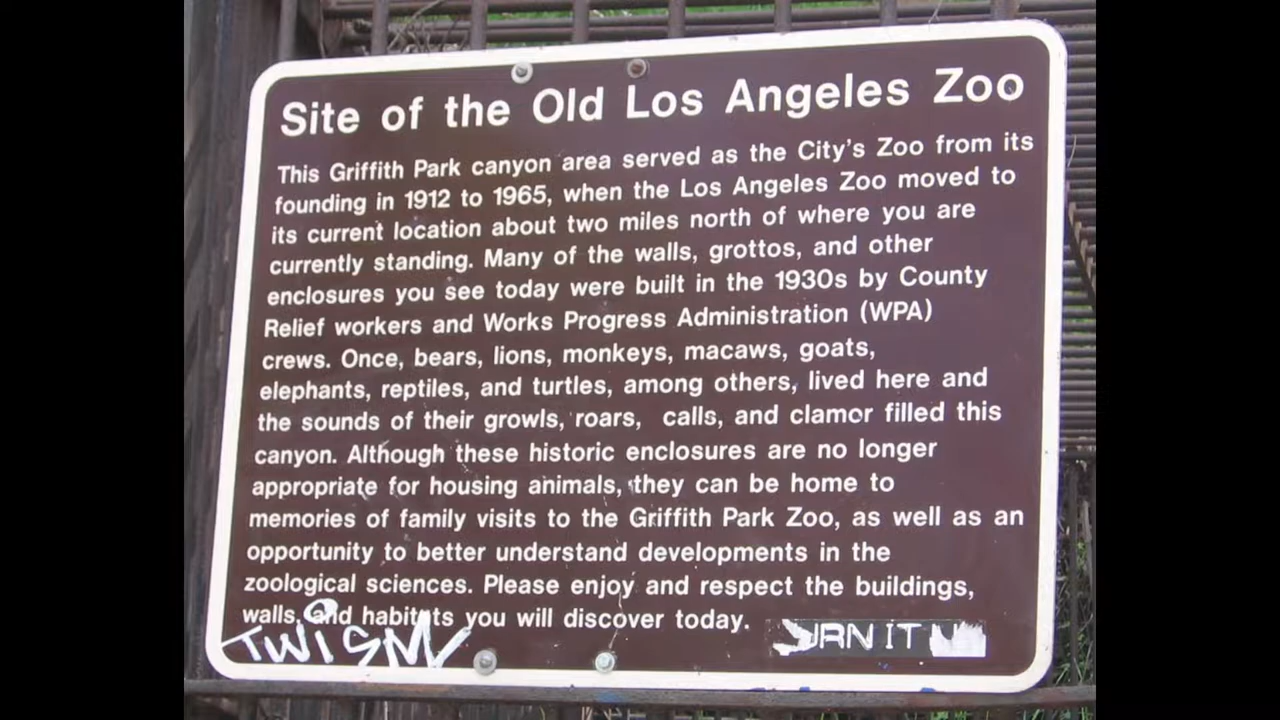 Site of the Old Los Angeles Zoo
This Griffith Park canyon area served as the City's Zoo from its
founding in 1912 to 1965, when the Los Angeles Zoo moved to
its current location about two miles north of where you are
currently standing. Many of the walls, grottos, and other
enclosures you see today were built in the 1930s by County
Relief workers and Works Progress Administration (WPA)
crews. Once, bears, lions, monkeys, macaws, goats,
elephants, reptiles, and turtles, among others, lived here and
the sounds of their growls, roars, calls, and clamor filled this
canyon. Although these historic enclosures are no longer
appropriate for housing animals, they can be home to
memories of family visits to the Griffith Park Zoo, as well as an
opportunity to better understand developments in the
zoological sciences. Please enjoy and respect the buildings,
walls, and habitats you will discover today.
TWiSM
IT